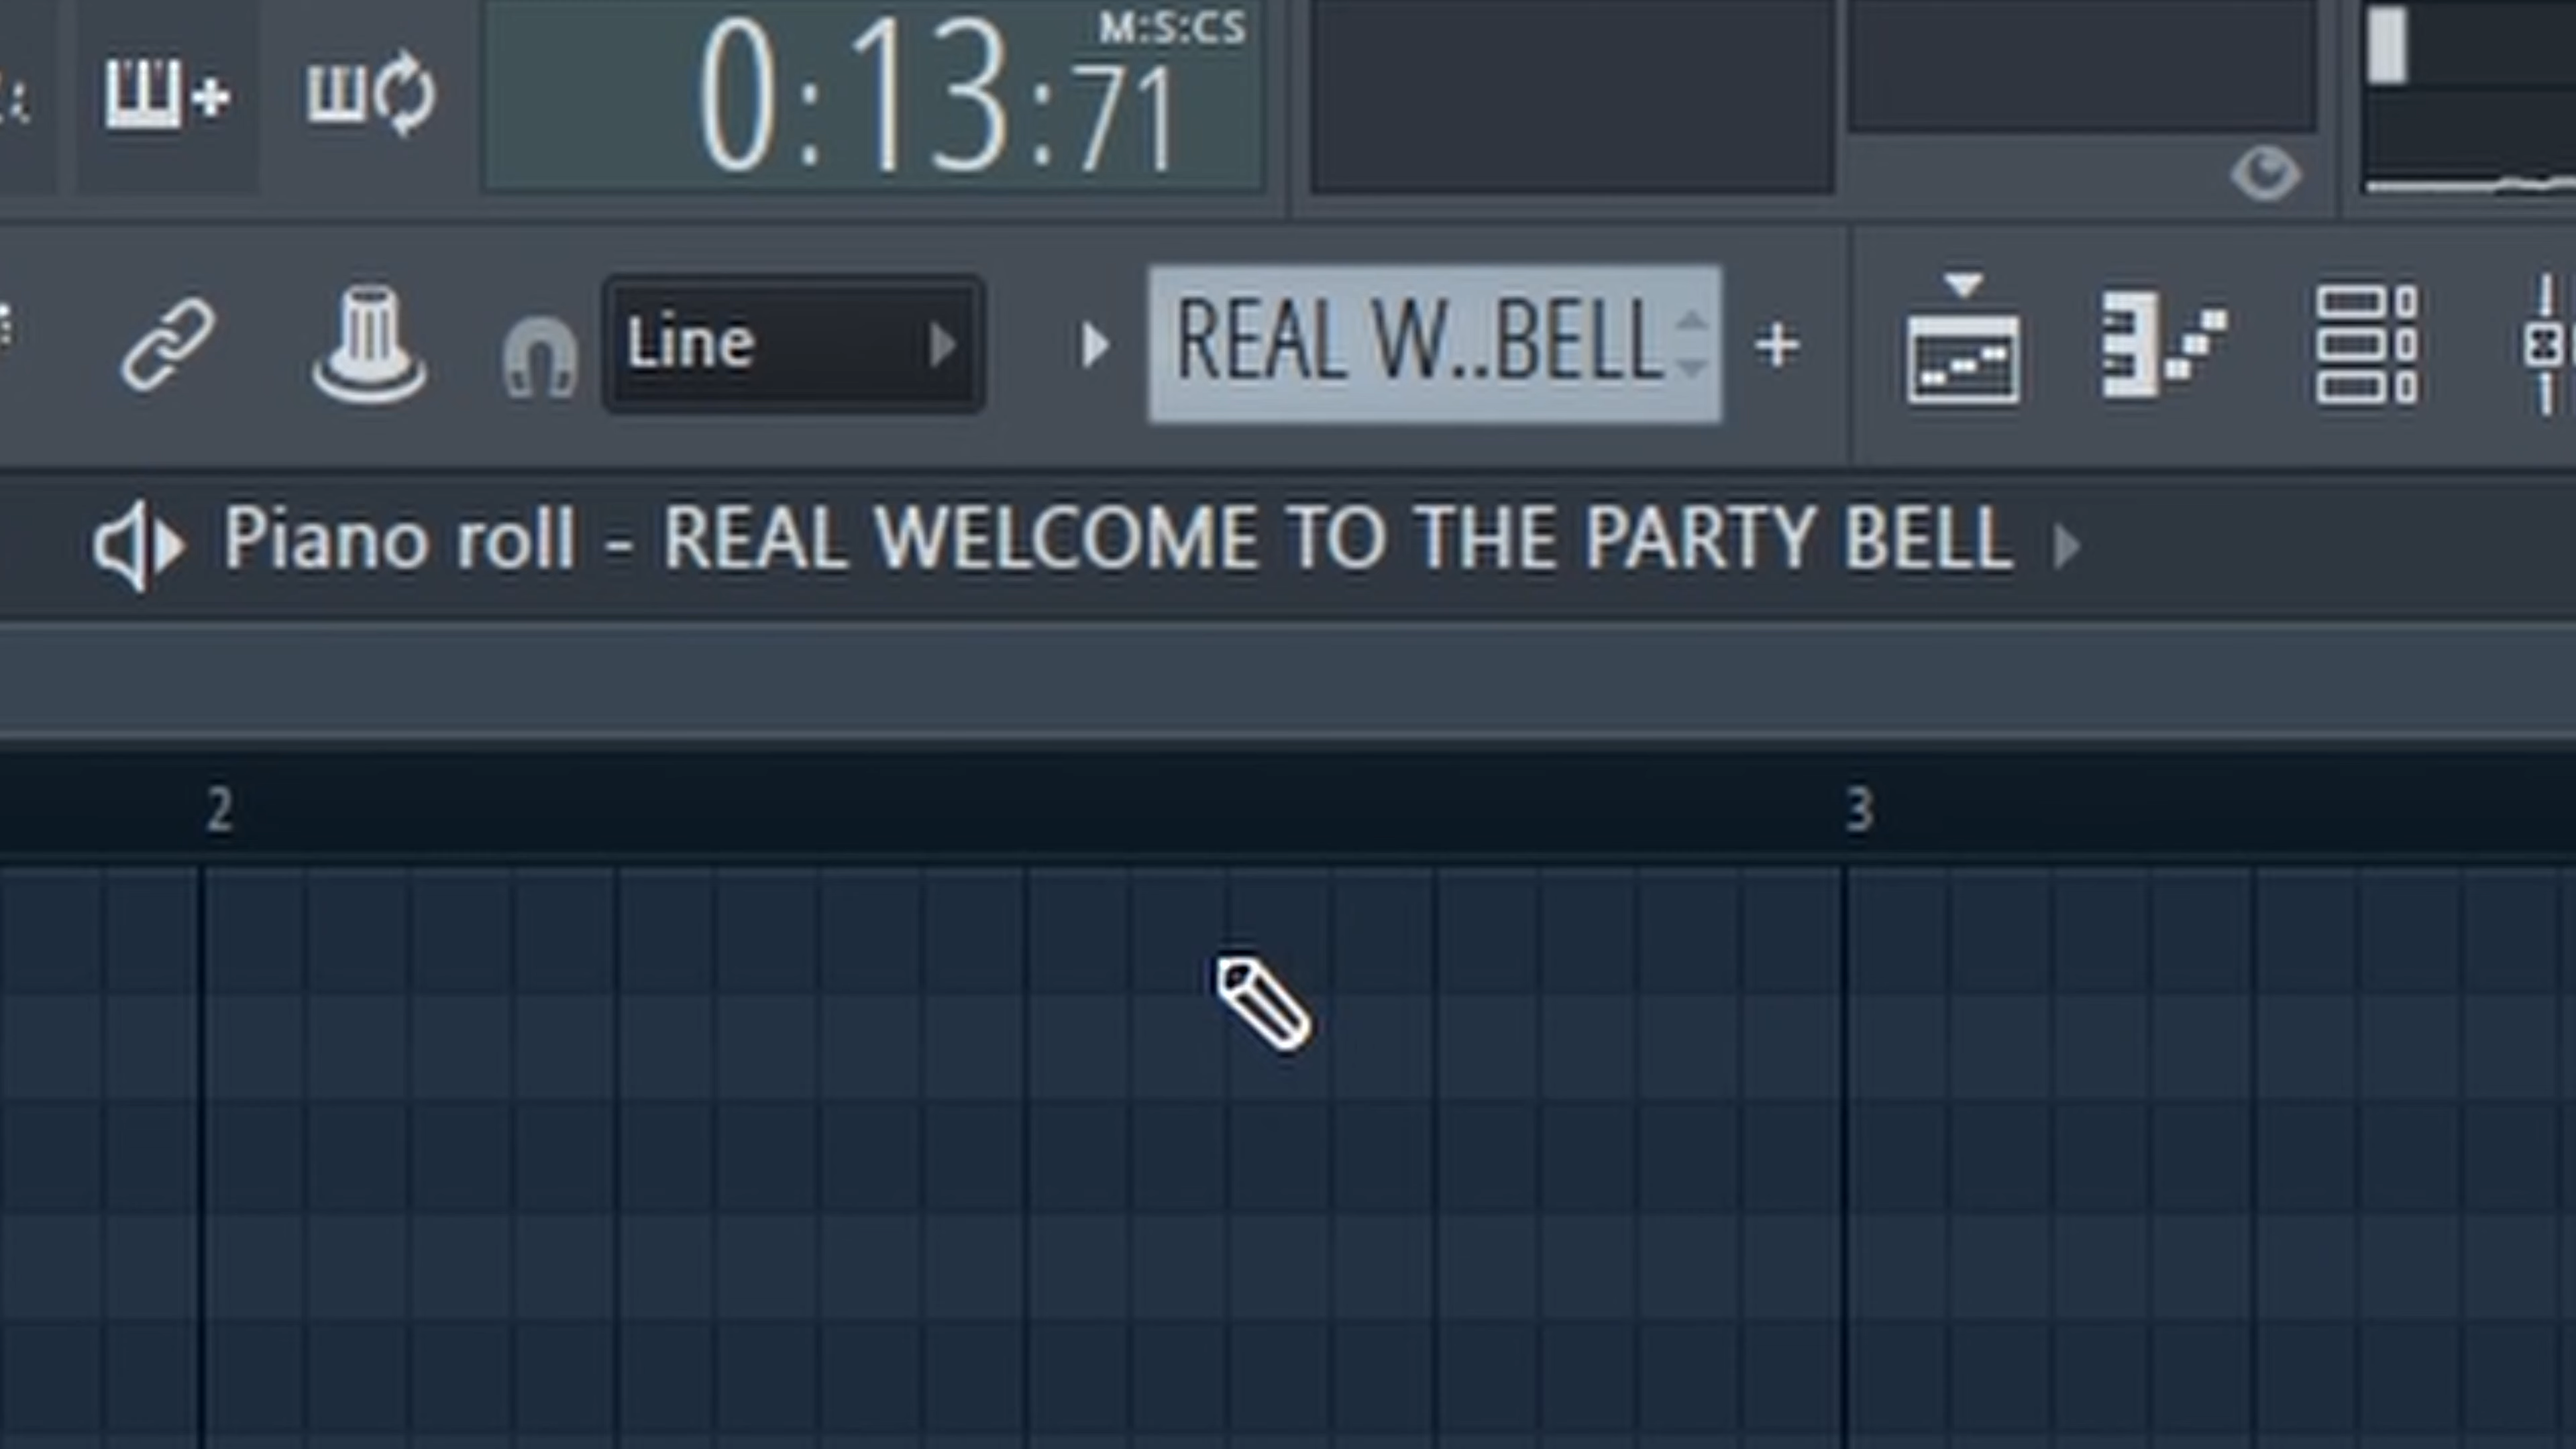 M:S:CS
0:13:71
Line
REAL W..BELL
Piano roll - REAL WELCOME TO THE PARTY BELL
2
3